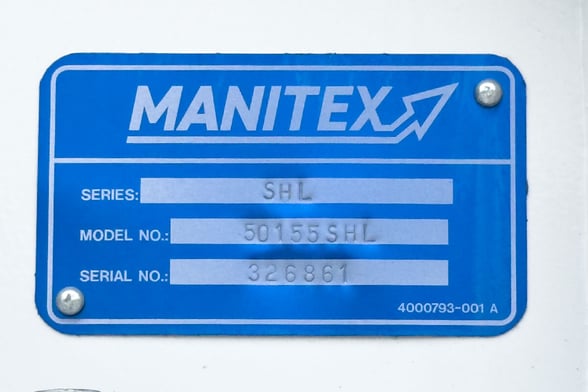 MANITEX
SERIES: SHL
MODEL NO.: 50155SHL
SERIAL NO.: 326861
4000793-001 A